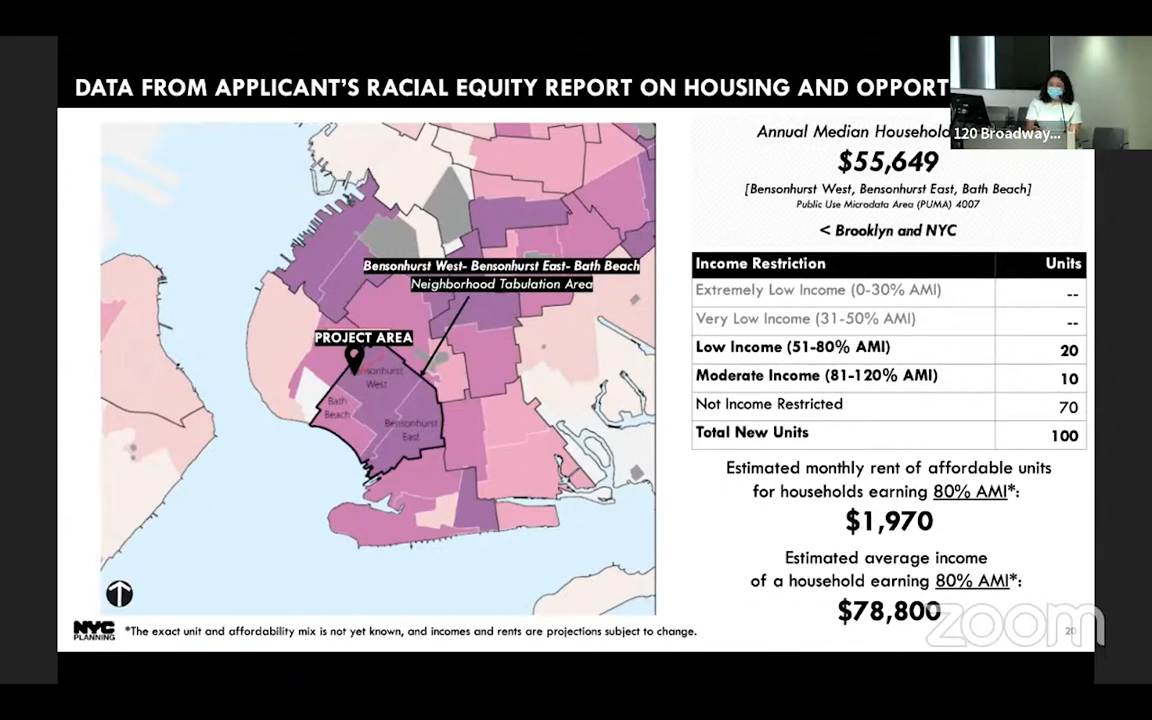 DATA FROM APPLICANT'S RACIAL EQUITY REPORT ON HOUSING AND OPPORT
120 Broadway...
Bensonhurst West- Bensonhurst East- Bath Beach
Neighborhood Tabulation Area
PROJECT AREA
Bensonhurst
West
Bath
Beach
Bensonhurst
East
Annual Median Household
$55,649
[Bensonhurst West, Bensonhurst East, Bath Beach]
Public Use Microdata Area (PUMA) 4007
< Brooklyn and NYC
Income Restriction Units
Extremely Low Income (0-30% AMI) --
Very Low Income (31-50% AMI) --
Low Income (51-80% AMI) 20
Moderate Income (81-120% AMI) 10
Not Income Restricted 70
Total New Units 100
Estimated monthly rent of affordable units
for households earning 80% AMI*:
$1,970
Estimated average income
of a household earning 80% AMI*:
$78,800
zoom
NYC
PLANNING
*The exact unit and affordability mix is not yet known, and incomes and rents are projections subject to change.
20